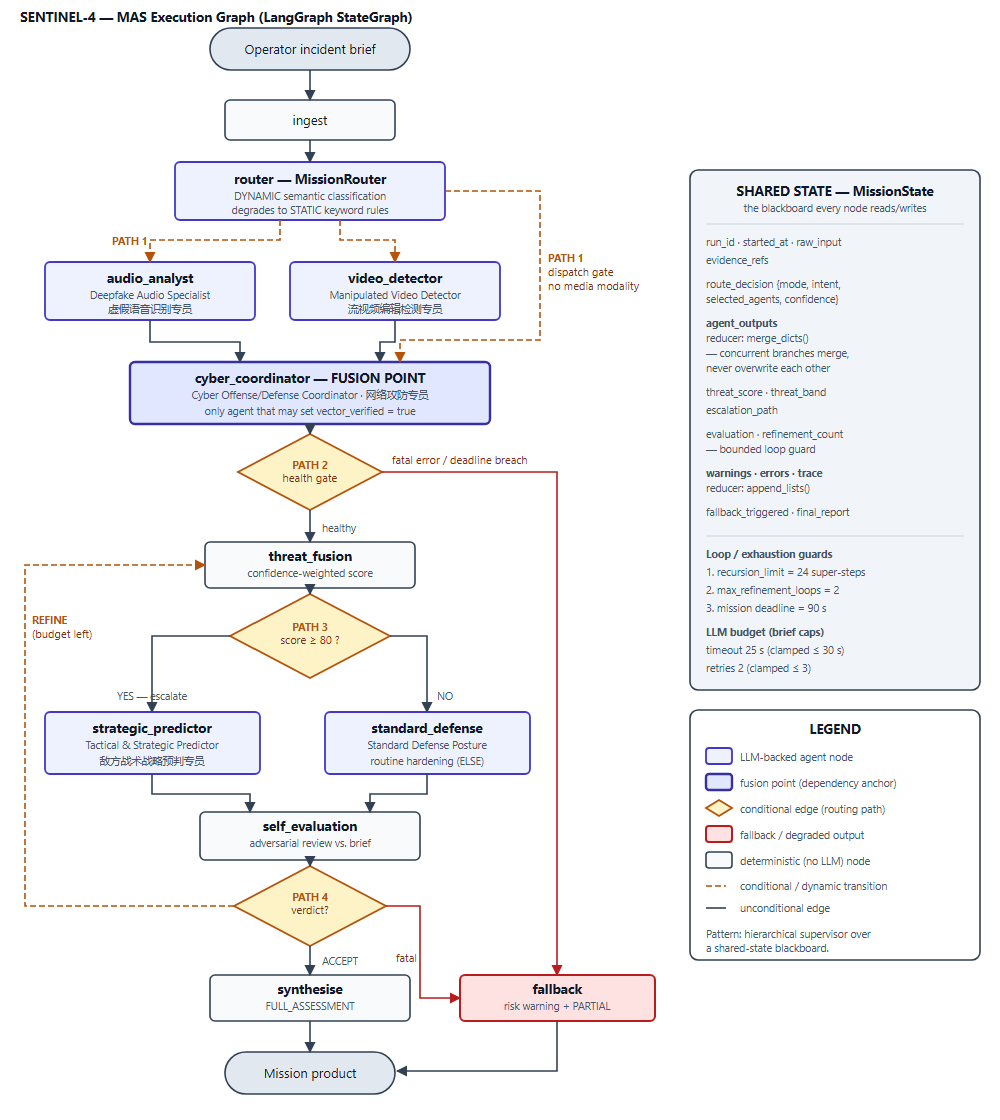 SENTINEL-4 — MAS Execution Graph (LangGraph StateGraph)
Operator incident brief
ingest
router — MissionRouter
DYNAMIC semantic classification
degrades to STATIC keyword rules
PATH 1
audio_analyst
Deepfake Audio Specialist
虚假语音识别专员
video_detector
Manipulated Video Detector
流视频编辑检测专员
PATH 1
dispatch gate
no media modality
cyber_coordinator — FUSION POINT
Cyber Offense/Defense Coordinator · 网络攻防专员
only agent that may set vector_verified = true
PATH 2
health gate
fatal error / deadline breach
healthy
threat_fusion
confidence-weighted score
REFINE
(budget left)
PATH 3
score ≥ 80 ?
YES — escalate
NO
strategic_predictor
Tactical & Strategic Predictor
敌方战术战略预判专员
standard_defense
Standard Defense Posture
routine hardening (ELSE)
self_evaluation
adversarial review vs. brief
PATH 4
verdict?
ACCEPT
fatal
synthesise
FULL_ASSESSMENT
fallback
risk warning + PARTIAL
Mission product
SHARED STATE — MissionState
the blackboard every node reads/writes
run_id · started_at · raw_input
evidence_refs
route_decision {mode, intent,
selected_agents, confidence}
agent_outputs
reducer: merge_dicts()
— concurrent branches merge,
never overwrite each other
threat_score · threat_band
escalation_path
evaluation · refinement_count
— bounded loop guard
warnings · errors · trace
reducer: append_lists()
fallback_triggered · final_report
Loop / exhaustion guards
1. recursion_limit = 24 super-steps
2. max_refinement_loops = 2
3. mission deadline = 90 s
LLM budget (brief caps)
timeout 25 s (clamped ≤ 30 s)
retries 2 (clamped ≤ 3)
LEGEND
LLM-backed agent node
fusion point (dependency anchor)
conditional edge (routing path)
fallback / degraded output
deterministic (no LLM) node
conditional / dynamic transition
unconditional edge
Pattern: hierarchical supervisor over
a shared-state blackboard.